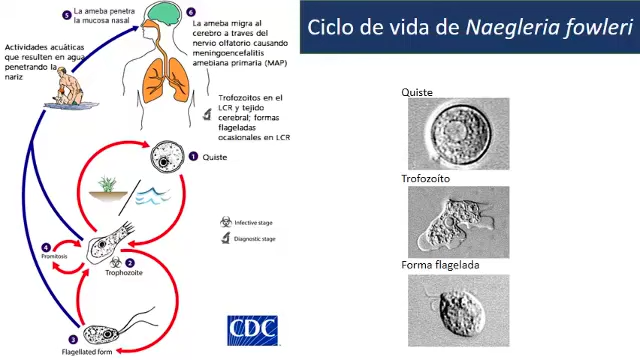 Ciclo de vida de Naegleria fowleri
5
La ameba penetra
la mucosa nasal
6
La ameba migra al
cerebro a traves del
nervio olfatorio causando
meningoencefalitis
amebiana primaria (MAP)
Actividades acuáticas
que resulten en agua
penetrando la
nariz
Trofozoitos en el
LCR y tejido
cerebral; formas
flageladas
ocasionales en LCR
1
Quiste
4
Promitosis
2
Trophozoite
Infective stage
Diagnostic stage
3
Flagellated form
CDC
Quiste
Trofozoíto
Forma flagelada